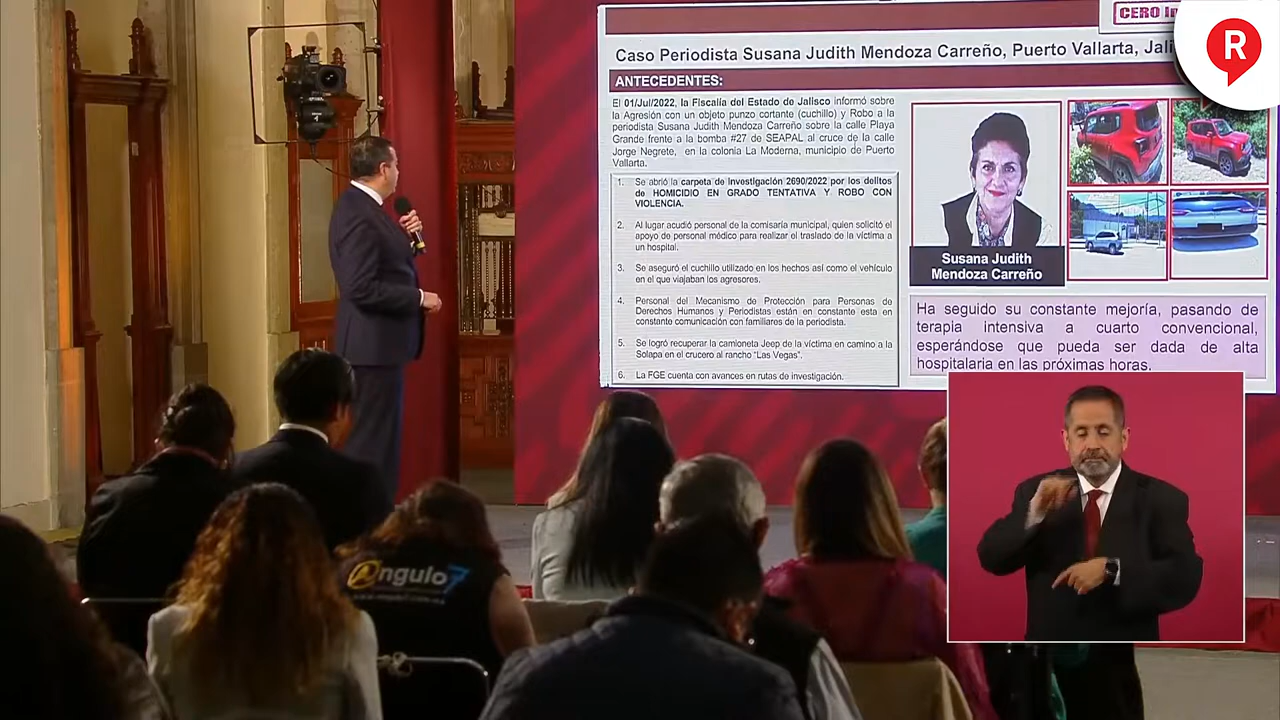 CERO
R
Caso Periodista Susana Judith Mendoza Carreño, Puerto Vallarta, Jali
ANTECEDENTES:
El 01/Jul/2022, la Fiscalía del Estado de Jalisco informó sobre
la Agresión con un objeto punzo cortante (cuchillo) y Robo a la
periodista Susana Judith Mendoza Carreño sobre la calle Playa
Grande frente a la bomba #27 de SEAPAL al cruce de la calle
Jorge Negrete, en la colonia La Moderna, municipio de Puerto
Vallarta.
1. Se abrió la carpeta de Investigación 2690/2022 por los delitos
de HOMICIDIO EN GRADO TENTATIVA Y ROBO CON
VIOLENCIA.
2. Al lugar acudió personal de la comisaría municipal, quien solicitó el
apoyo de personal médico para realizar el traslado de la víctima a
un hospital.
3. Se aseguró el cuchillo utilizado en los hechos así como el vehículo
en el que viajaban los agresores.
4. Personal del Mecanismo de Protección para Personas de
Derechos Humanos y Periodistas están en constante esta en
constante comunicación con familiares de la periodista.
5. Se logró recuperar la camioneta Jeep de la víctima en camino a la
Solapa en el crucero al rancho "Las Vegas".
6. La FGE cuenta con avances en rutas de investigación.
Susana Judith
Mendoza Carreño
Ha seguido su constante mejoría, pasando de
terapia intensiva a cuarto convencional,
esperándose que pueda ser dada de alta
hospitalaria en las próximas horas.
Angulo7